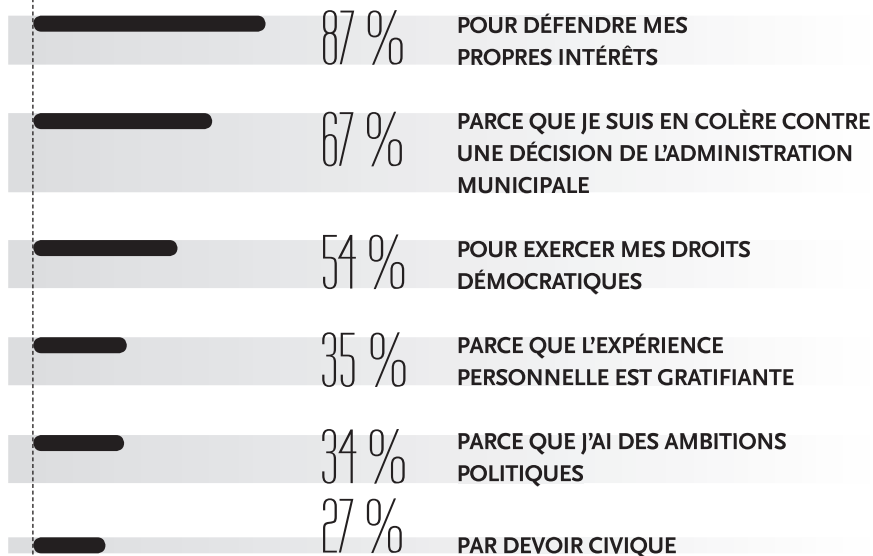 87 %
POUR DÉFENDRE MES
PROPRES INTÉRÊTS
67 %
PARCE QUE JE SUIS EN COLÈRE CONTRE
UNE DÉCISION DE L’ADMINISTRATION
MUNICIPALE
54 %
POUR EXERCER MES DROITS
DÉMOCRATIQUES
35 %
PARCE QUE L’EXPÉRIENCE
PERSONNELLE EST GRATIFIANTE
34 %
PARCE QUE J’AI DES AMBITIONS
POLITIQUES
27 %
PAR DEVOIR CIVIQUE